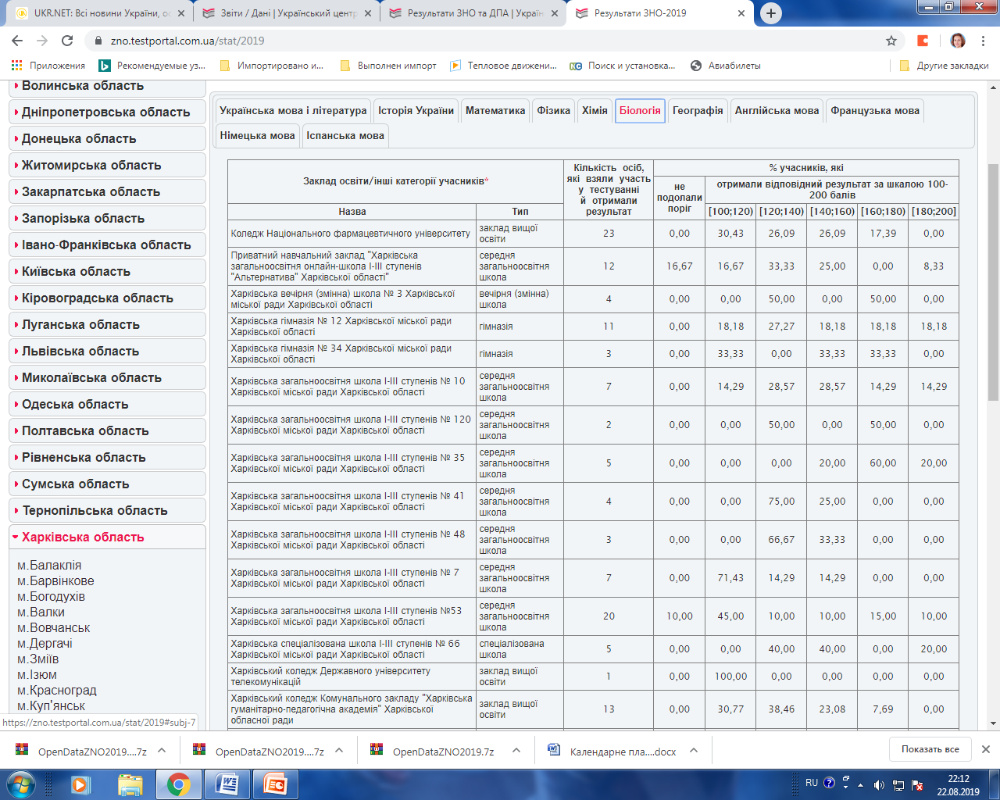 UKR.NET: Всі новини України, ос
Звіти / Дані | Український центр
Результати ЗНО та ДПА | Україн
Результати ЗНО-2019
zno.testportal.com.ua/stat/2019
Приложения
Рекомендуемые уз...
Импортировано и...
Выполнен импорт
Тепловое движени...
Поиск и установка...
Авиабилеты
Другие закладки
Волинська область
Дніпропетровська область
Донецька область
Житомирська область
Закарпатська область
Запорізька область
Івано-Франківська область
Київська область
Кіровоградська область
Луганська область
Львівська область
Миколаївська область
Одеська область
Полтавська область
Рівненська область
Сумська область
Тернопільська область
Харківська область
м.Балаклія
м.Барвінкове
м.Богодухів
м.Валки
м.Вовчанськ
м.Дергачі
м.Зміїв
м.Ізюм
м.Красноград
м.Куп'янськ
https://zno.testportal.com.ua/stat/2019#subj-7
Українська мова і література Історія України Математика Фізика Хімія Біологія Географія Англійська мова Французька мова
Німецька мова Іспанська мова
Заклад освіти/інші категорії учасників*
Кількість осіб,
які взяли участь
у тестуванні
й отримали
результат
% учасників, які
не
подолали
поріг
отримали відповідний результат за шкалою 100-
200 балів
Назва Тип [100;120) [120;140) [140;160) [160;180) [180;200]
Коледж Національного фармацевтичного університету
заклад вищої
освіти
23 0,00 30,43 26,09 26,09 17,39 0,00
Приватний навчальний заклад "Харківська
загальноосвітня онлайн-школа І-ІІІ ступенів
"Альтернатива" Харківської області"
середня
загальноосвітня
школа
12 16,67 16,67 33,33 25,00 0,00 8,33
Харківська вечірня (змінна) школа № 3 Харківської
міської ради Харківської області
вечірня (змінна)
школа
4 0,00 0,00 50,00 0,00 50,00 0,00
Харківська гімназія № 12 Харківської міської ради
Харківської області
гімназія
11 0,00 18,18 27,27 18,18 18,18 18,18
Харківська гімназія № 34 Харківської міської ради
Харківської області
гімназія
3 0,00 33,33 0,00 33,33 33,33 0,00
Харківська загальноосвітня школа І-ІІІ ступенів № 10
Харківської міської ради Харківської області
середня
загальноосвітня
школа
7 0,00 14,29 28,57 28,57 14,29 14,29
Харківська загальноосвітня школа І-ІІІ ступенів № 120
Харківської міської ради Харківської області
середня
загальноосвітня
школа
2 0,00 0,00 50,00 0,00 50,00 0,00
Харківська загальноосвітня школа І-ІІІ ступенів № 35
Харківської міської ради Харківської області
середня
загальноосвітня
школа
5 0,00 0,00 0,00 20,00 60,00 20,00
Харківська загальноосвітня школа І-ІІІ ступенів № 41
Харківської міської ради Харківської області
середня
загальноосвітня
школа
4 0,00 0,00 75,00 25,00 0,00 0,00
Харківська загальноосвітня школа І-ІІІ ступенів № 48
Харківської міської ради Харківської області
середня
загальноосвітня
школа
3 0,00 0,00 66,67 33,33 0,00 0,00
Харківська загальноосвітня школа І-ІІІ ступенів № 7
Харківської міської ради Харківської області
середня
загальноосвітня
школа
7 0,00 71,43 14,29 14,29 0,00 0,00
Харківська загальноосвітня школа І-ІІІ ступенів №53
Харківської міської ради Харківської області
середня
загальноосвітня
школа
20 10,00 45,00 10,00 10,00 15,00 10,00
Харківська спеціалізована школа І-ІІІ ступенів № 66
Харківської міської ради Харківської області
спеціалізована
школа
5 0,00 0,00 40,00 40,00 0,00 20,00
Харківський коледж Державного університету
телекомунікацій
заклад вищої
освіти
1 0,00 100,00 0,00 0,00 0,00 0,00
Харківський коледж Комунального закладу "Харківська
гуманітарно-педагогічна академія" Харківської
обласної ради
заклад вищої
освіти
13 0,00 30,77 38,46 23,08 7,69 0,00
OpenDataZNO2019....7z
OpenDataZNO2019....7z
OpenDataZNO2019.7z
Календарне пла....docx
Показать все
RU
22:12
22.08.2019